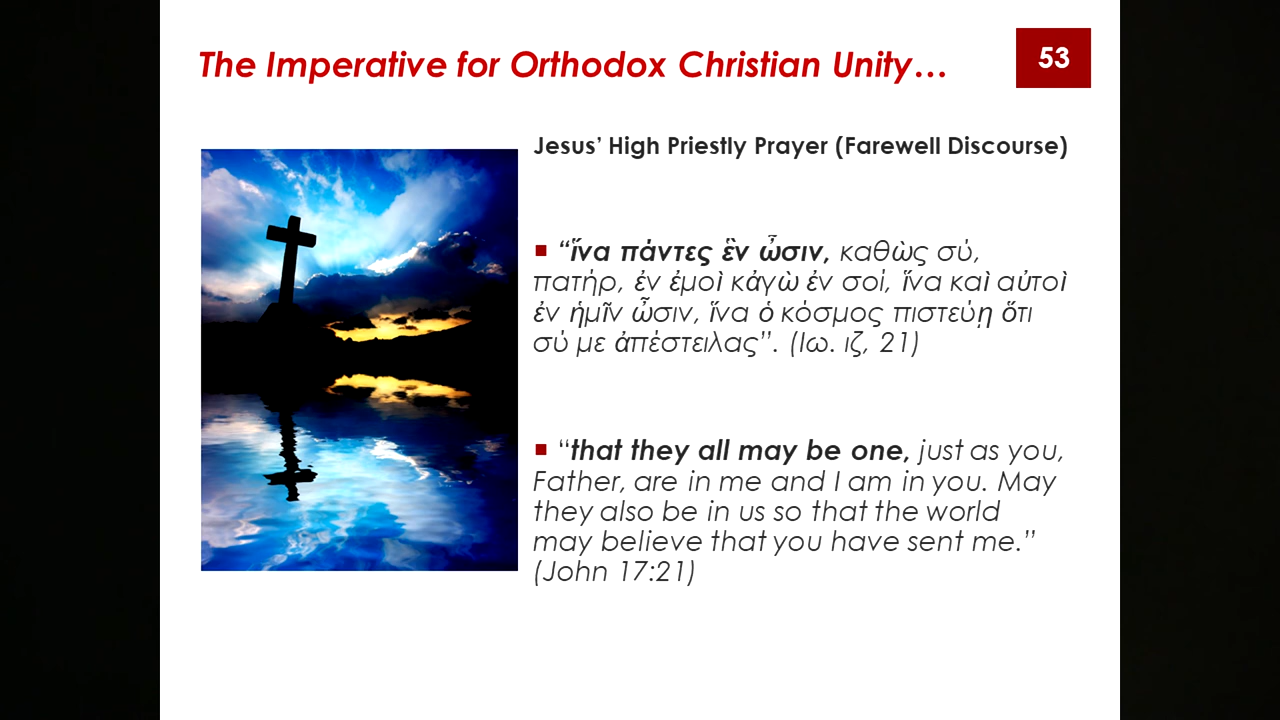 The Imperative for Orthodox Christian Unity…
53
Jesus’ High Priestly Prayer (Farewell Discourse)
▪ “ἵνα πάντες ἓν ὦσιν, καθὼς σύ,
πατήρ, ἐν ἐμοὶ κἀγὼ ἐν σοί, ἵνα καὶ αὐτοὶ
ἐν ἡμῖν ὦσιν, ἵνα ὁ κόσμος πιστεύῃ ὅτι
σύ με ἀπέστειλας”. (Ιω. ιζ, 21)
▪ “that they all may be one, just as you,
Father, are in me and I am in you. May
they also be in us so that the world
may believe that you have sent me.”
(John 17:21)